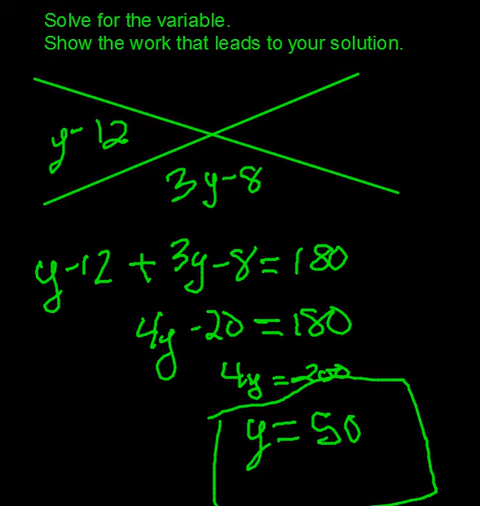 Solve for the variable.
Show the work that leads to your solution.
y-12
3y-8
y-12 + 3y-8=180
4y-20=180
4y=200
y=50